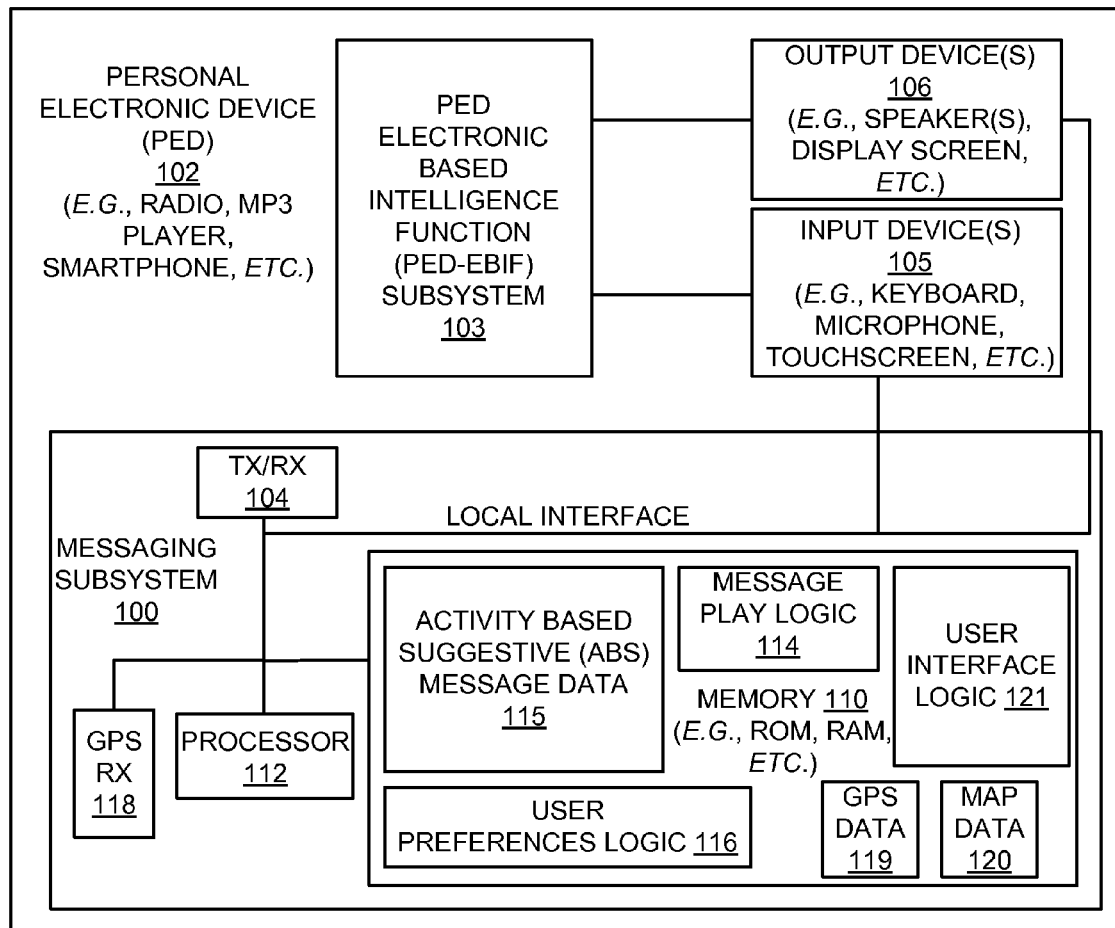 PERSONAL
ELECTRONIC DEVICE
(PED)
102
(E.G., RADIO, MP3
PLAYER,
SMARTPHONE, ETC.)
PED
ELECTRONIC
BASED
INTELLIGENCE
FUNCTION
(PED-EBIF)
SUBSYSTEM
103
OUTPUT DEVICE(S)
106
(E.G., SPEAKER(S),
DISPLAY SCREEN,
ETC.)
INPUT DEVICE(S)
105
(E.G., KEYBOARD,
MICROPHONE,
TOUCHSCREEN, ETC.)
TX/RX
104
LOCAL INTERFACE
MESSAGING
SUBSYSTEM
100
GPS
RX
118
PROCESSOR
112
ACTIVITY BASED
SUGGESTIVE (ABS)
MESSAGE DATA
115
MESSAGE
PLAY LOGIC
114
USER
INTERFACE
LOGIC 121
MEMORY 110
(E.G., ROM, RAM,
ETC.)
USER
PREFERENCES LOGIC 116
GPS
DATA
119
MAP
DATA
120